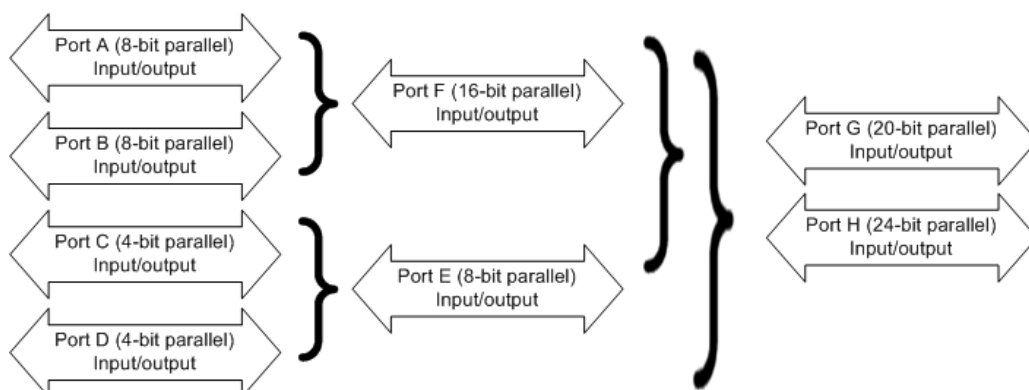 Port A (8-bit parallel)
Input/output
Port B (8-bit parallel)
Input/output
Port C (4-bit parallel)
Input/output
Port D (4-bit parallel)
Input/output
Port F (16-bit parallel)
Input/output
Port E (8-bit parallel)
Input/output
Port G (20-bit parallel)
Input/output
Port H (24-bit parallel)
Input/output